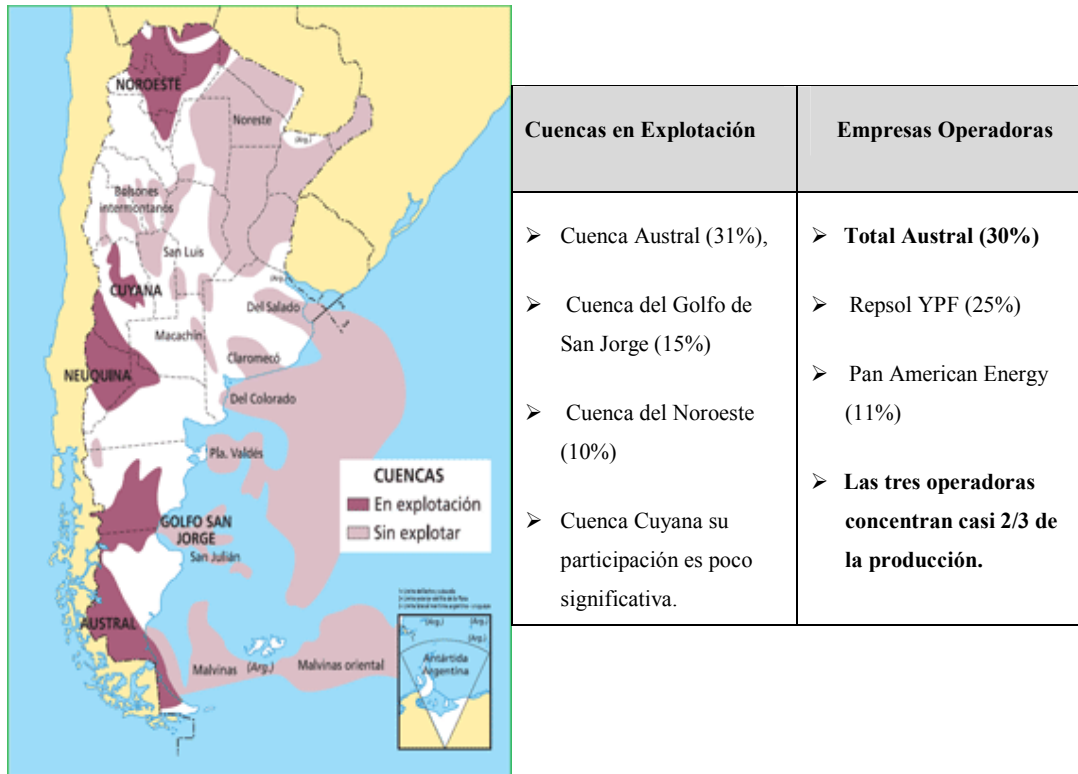 NOROESTE
Noreste
(Arg.)
Bolsones
intermontanos
San Luis
CUYANA
(Arg.)
Del Salado
Macachín
Claromecó
NEUQUINA
Del Colorado
Pla. Valdés
CUENCAS
En explotación
Sin explotar
GOLFO SAN
JORGE
San Julián
AUSTRAL
Malvinas
(Arg.)
Malvinas oriental
(Arg.)
(Arg.)
(Arg.)
Antártida
Argentina
Cuencas en Explotación
Empresas Operadoras
➢ Cuenca Austral (31%),
➢ Cuenca del Golfo de
San Jorge (15%)
➢ Cuenca del Noroeste
(10%)
➢ Cuenca Cuyana su
participación es poco
significativa.
➢ Total Austral (30%)
➢ Repsol YPF (25%)
➢ Pan American Energy
(11%)
➢ Las tres operadoras
concentran casi 2/3 de
la producción.